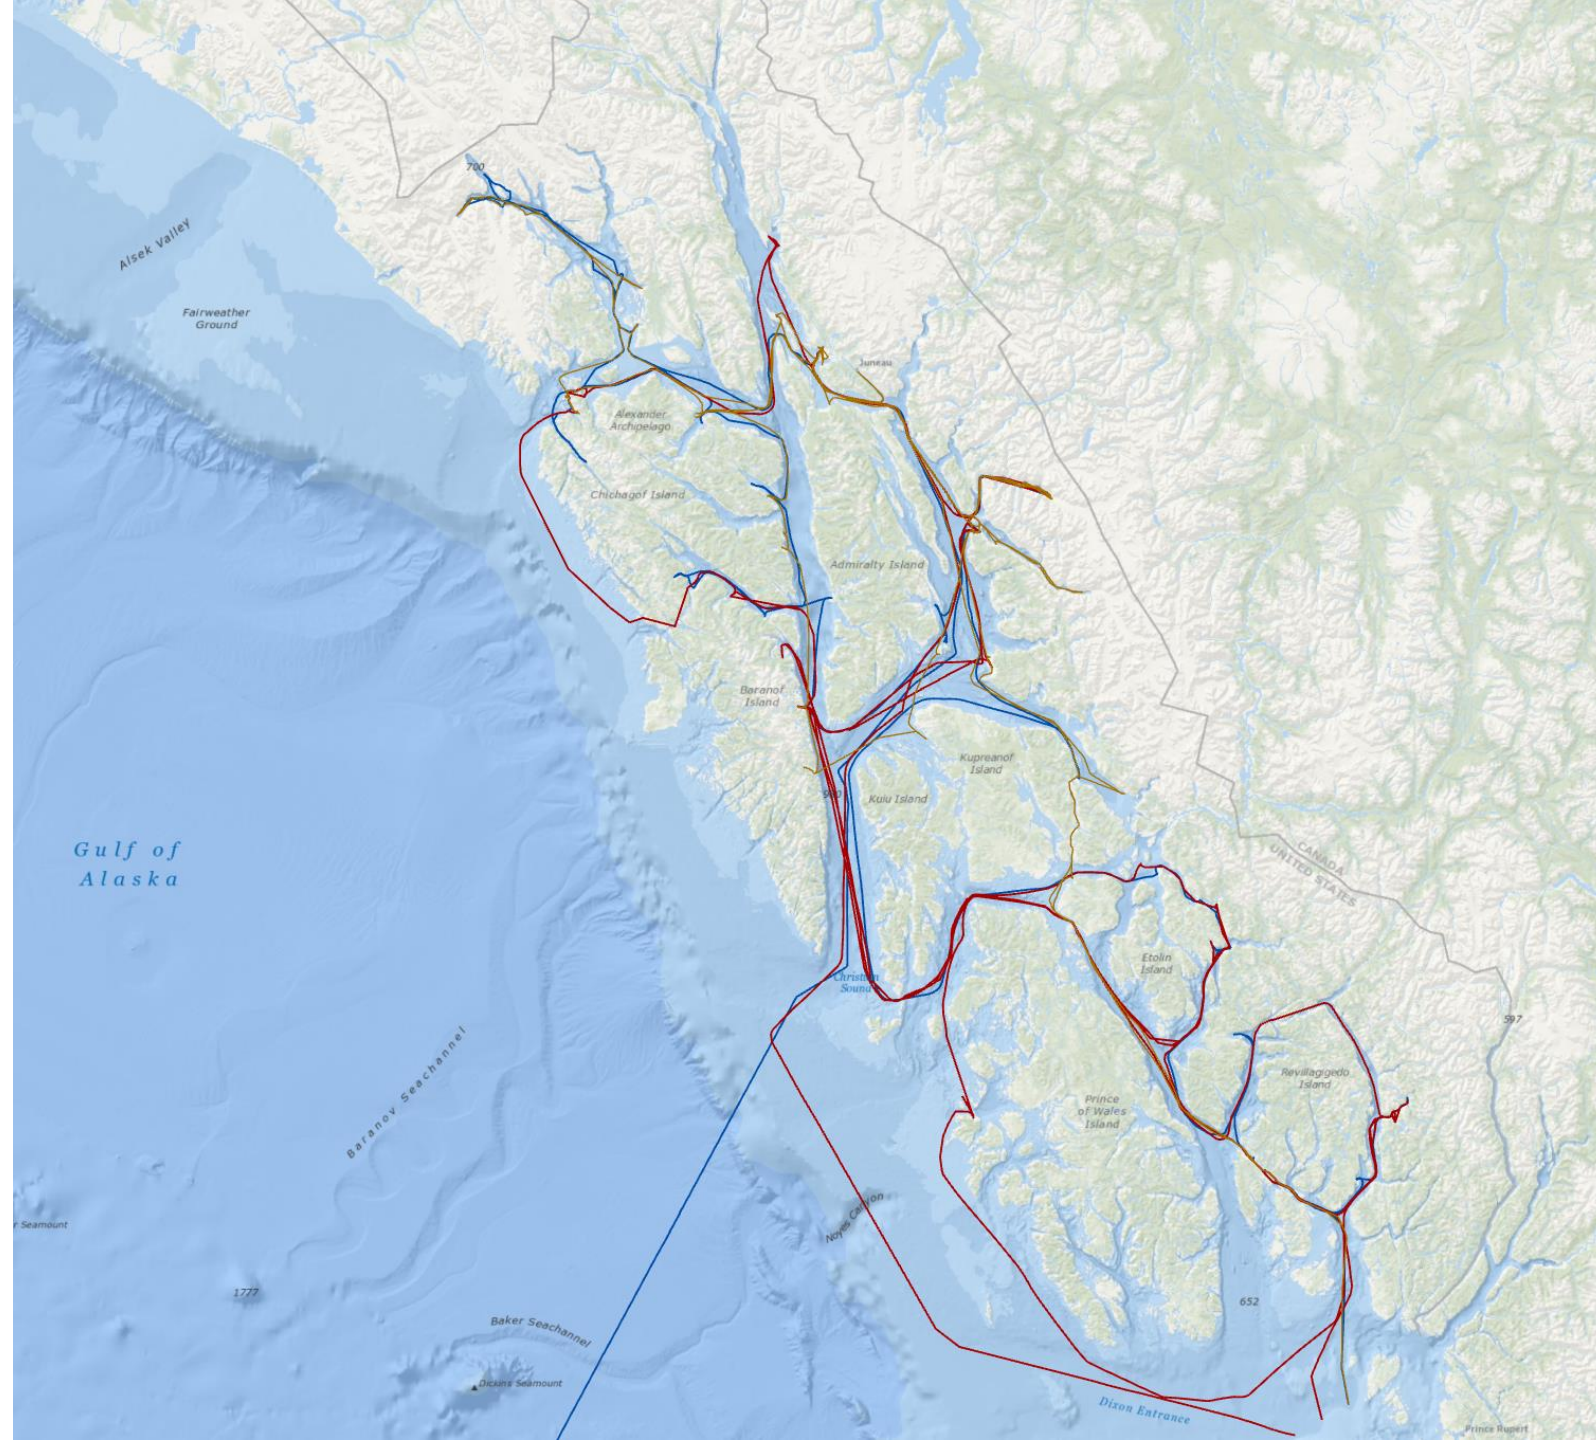 700
Alsek Valley
Fairweather
Ground
Juneau
Alexander
Archipelago
Chichagof Island
Admiralty Island
Baranof
Island
Kupreanof
Island
Kuiu Island
Gulf of
Alaska
CANADA
UNITED STATES
Etolin
Island
Christian
Sound
597
Revillagigedo
Island
Prince
of Wales
Island
Baranov Seachannel
Noyes Canyon
r Seamount
1777
652
Baker Seachannel
Dickins Seamount
Dixon Entrance
Prince Rupert